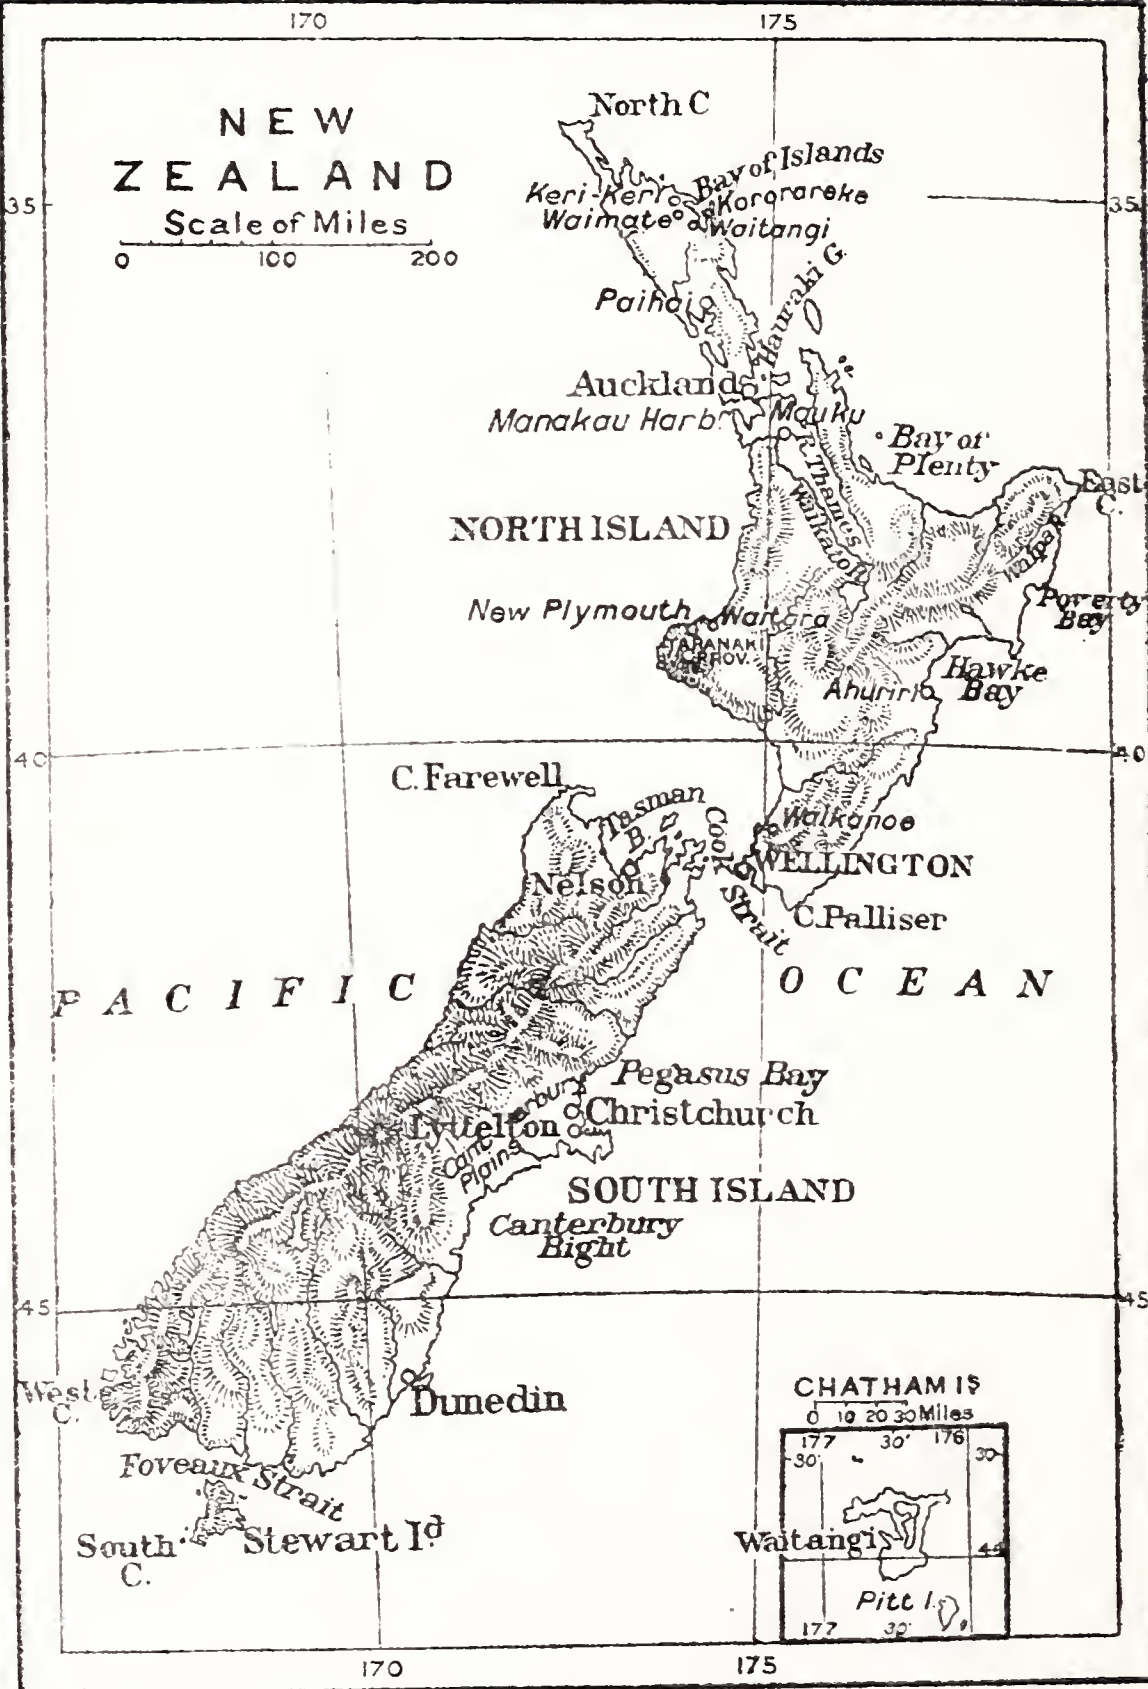 170 175
NEW
ZEALAND
Scale of Miles
0 100 200
North C
Bay of Islands
Keri-Keri
Kororareke
Waimate
Waitangi
35 35
Paihai
Hauraki G.
Auckland
Manakau Harb.
Mauku
Bay of
Plenty
R. Thames
Waikato R.
East
C.
NORTH ISLAND
Waipa R.
New Plymouth
Waitara
TARANAKI
PROV.
Poverty
Bay
Hawke
Bay
Ahuriri
40 40
C. Farewell
Tasman
B.
Cook
Strait
Waikanoe
Nelson
WELLINGTON
C. Palliser
PACIFIC OCEAN
Pegasus Bay
Christchurch
Lyttelton
Canterbury
Plains
SOUTH ISLAND
Canterbury
Bight
45 45
West
C.
Dunedin
Foveaux Strait
South
C.
Stewart Id.
CHATHAM IS
0 10 20 30 Miles
177 30' 176
30' 30
Waitangi
44
Pitt I.
177 30'
170 175